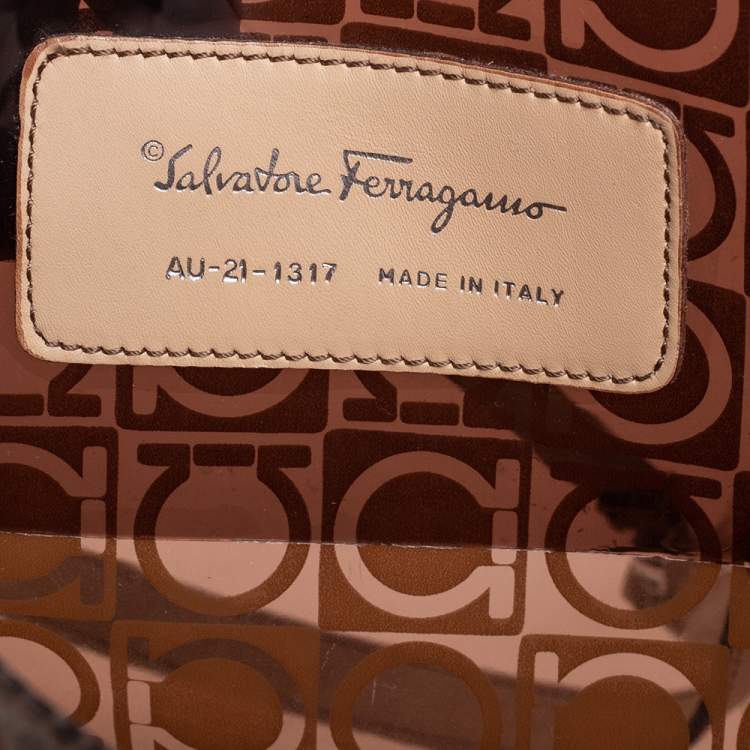 © Salvatore Ferragamo
AU-21-1317 MADE IN ITALY